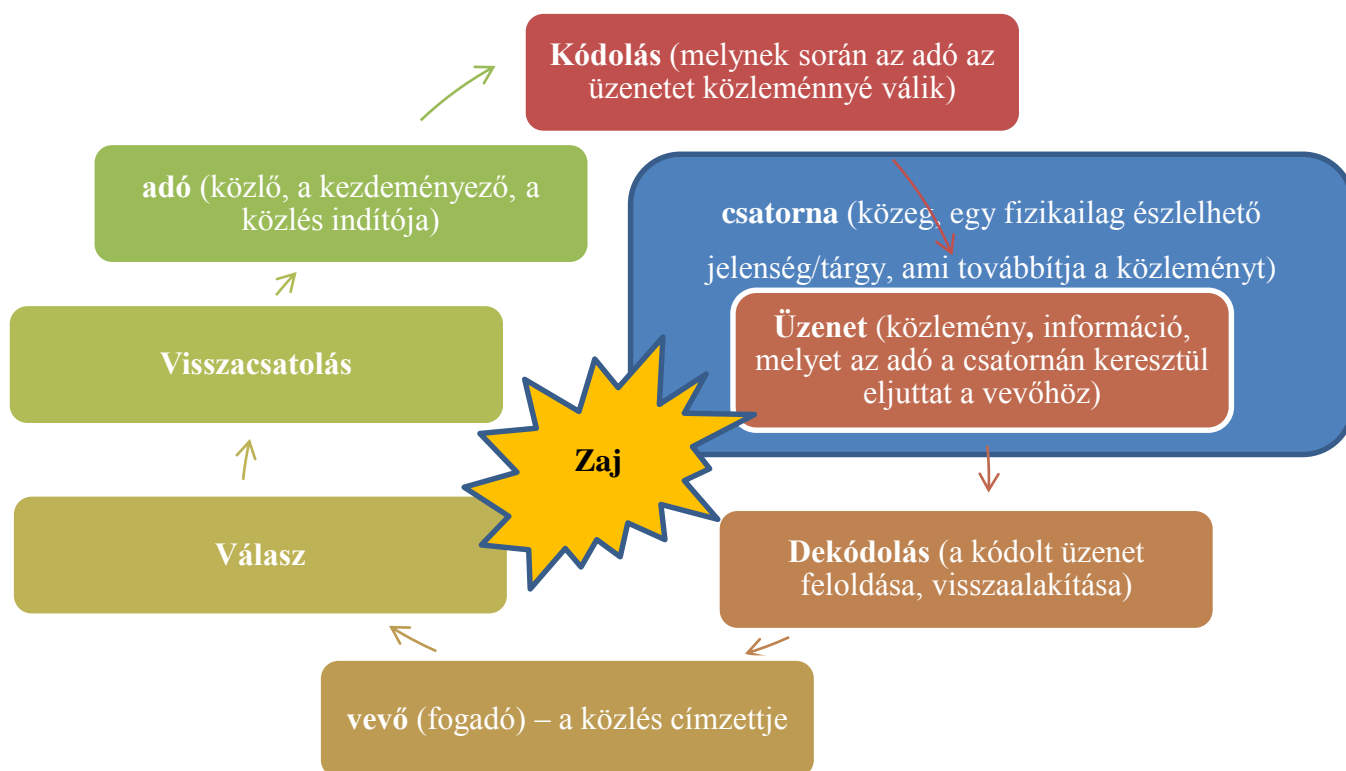 Kódolás (melynek során az adó az
üzenetet közleménnyé válik)
adó (közlő, a kezdeményező, a
közlés indítója)
csatorna (közeg, egy fizikailag észlelhető
jelenség/tárgy, ami továbbítja a közleményt)
Üzenet (közlemény, információ,
melyet az adó a csatornán keresztül
eljuttat a vevőhöz)
Visszacsatolás
Zaj
Válasz
Dekódolás (a kódolt üzenet
feloldása, visszaalakítása)
vevő (fogadó) – a közlés címzettje